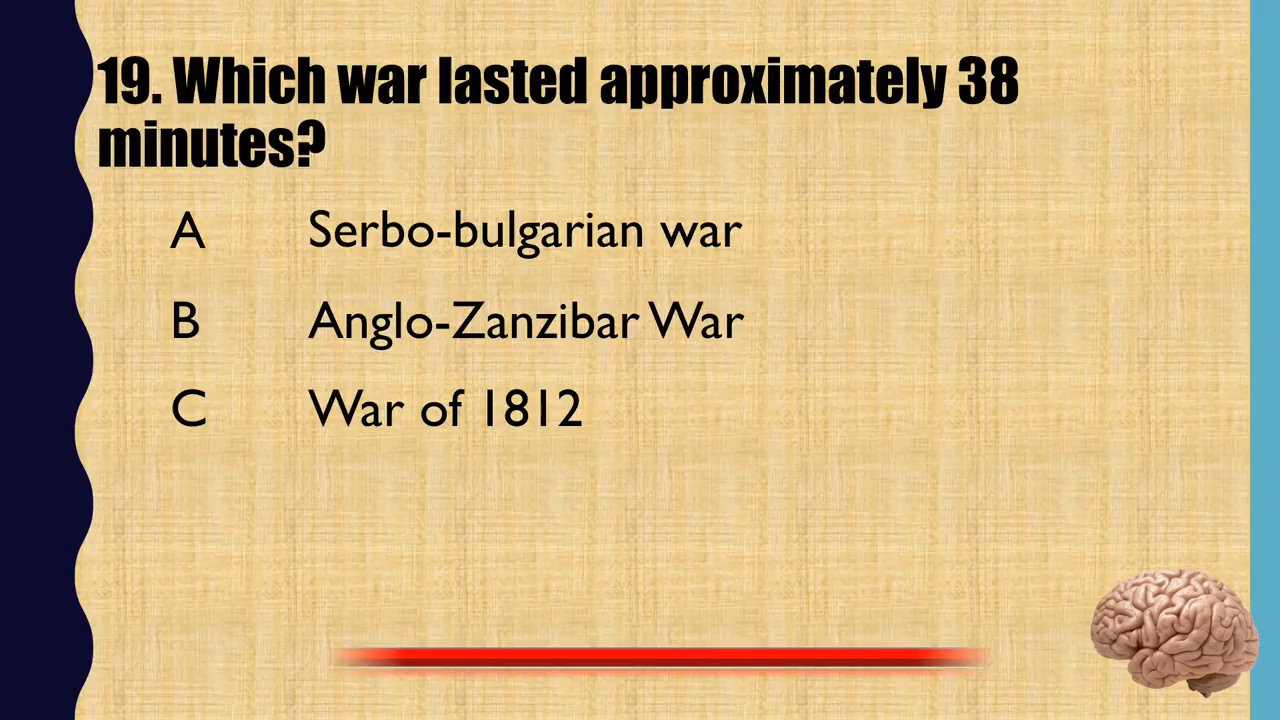 19. Which war lasted approximately 38
minutes?
A Serbo-bulgarian war
B Anglo-Zanzibar War
C War of 1812